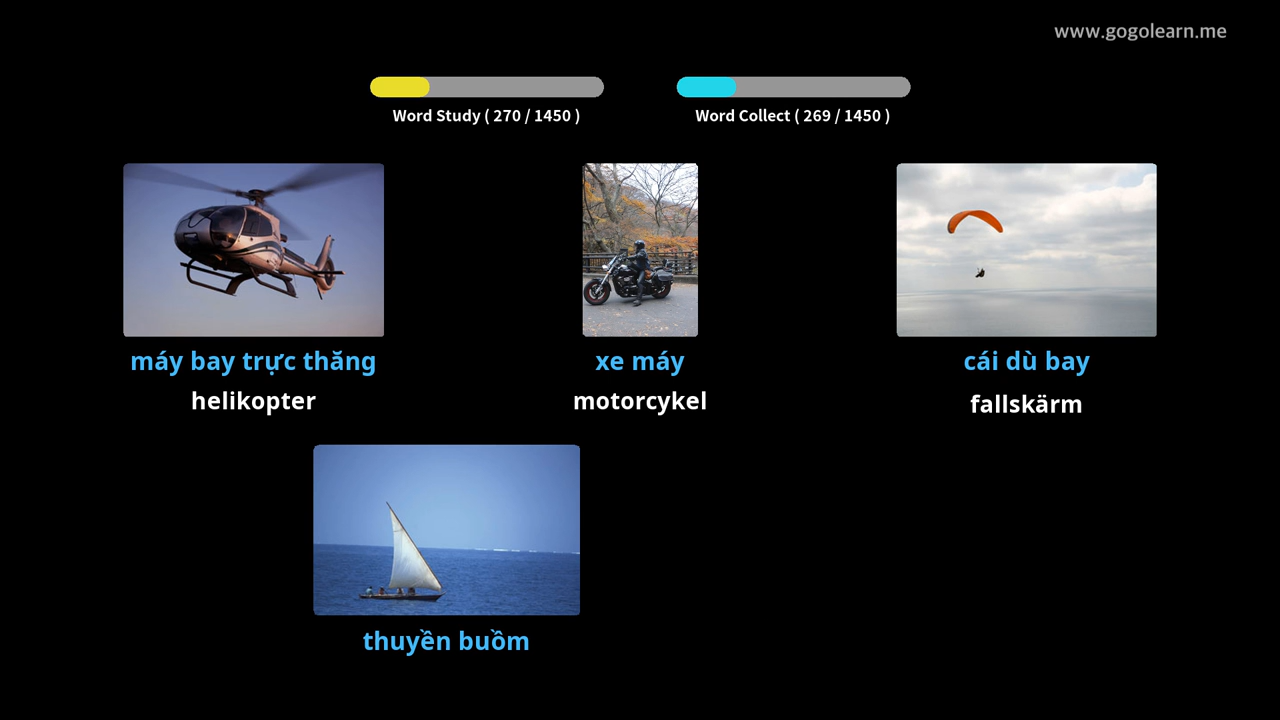 www.gogolearn.me
Word Study ( 270 / 1450 )
Word Collect ( 269 / 1450 )
máy bay trực thăng
xe máy
cái dù bay
helikopter
motorcykel
fallskärm
thuyền buồm